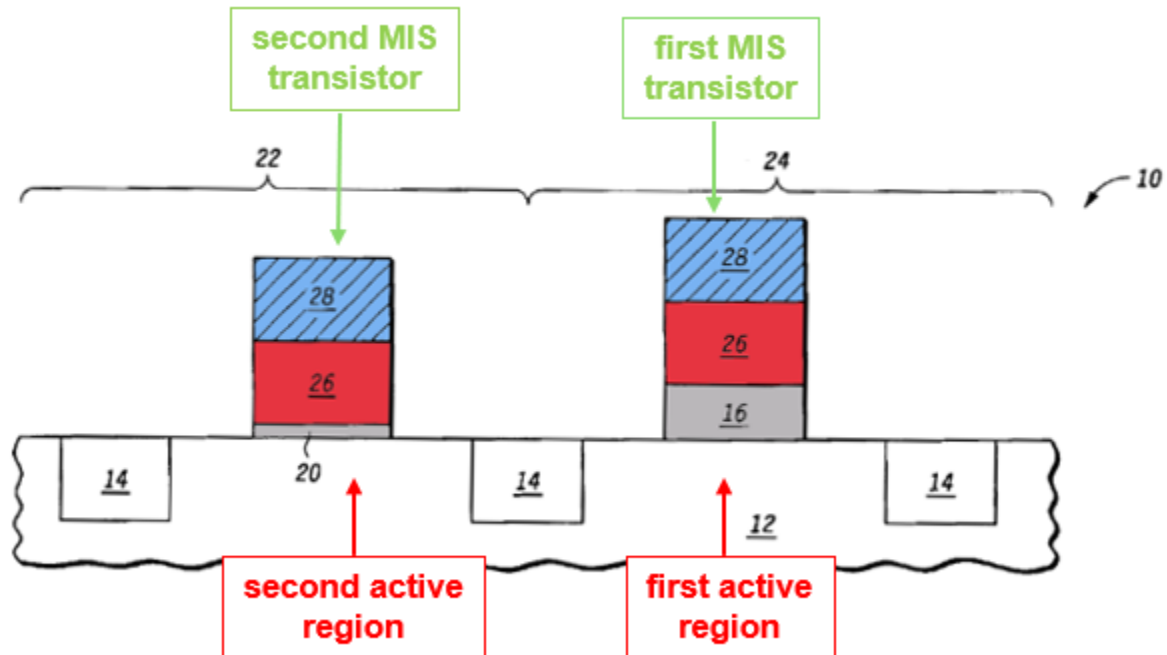 second MIS
transistor
first MIS
transistor
22
24
10
28
28
26
26
16
20
14
14
14
12
second active
region
first active
region